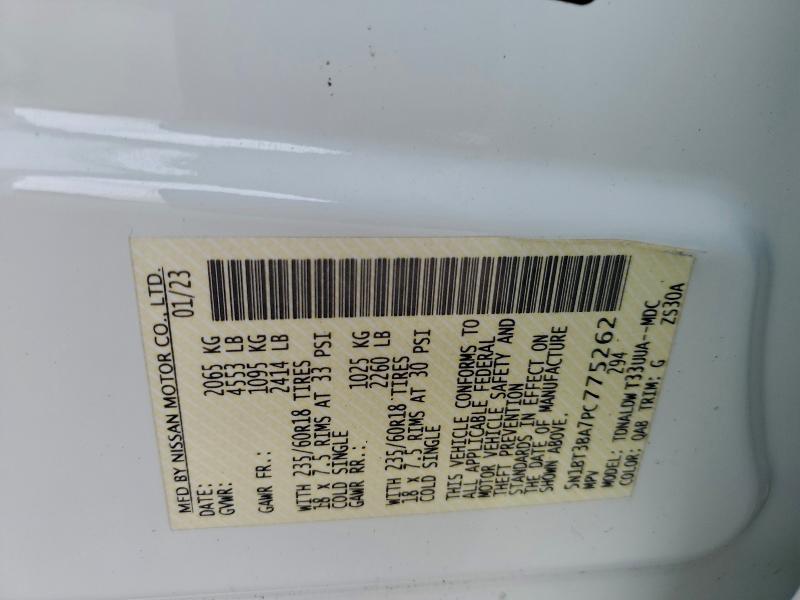 MFD BY NISSAN MOTOR CO., LTD.
DATE: 01/23
GVWR: 2065 KG
4553 LB
GAWR FR.: 1095 KG
2414 LB
WITH 235/60R18 TIRES
18 X 7.5 RIMS AT 33 PSI
COLD SINGLE
GAWR RR.: 1025 KG
2260 LB
WITH 235/60R18 TIRES
18 X 7.5 RIMS AT 30 PSI
COLD SINGLE
THIS VEHICLE CONFORMS TO
ALL APPLICABLE FEDERAL
MOTOR VEHICLE SAFETY AND
THEFT PREVENTION
STANDARDS IN EFFECT ON
THE DATE OF MANUFACTURE
SHOWN ABOVE.
5N1BT3BA7PC775262
MPV 294
MODEL: TDNALDW T33UUA--MDC
COLOR: QAB TRIM: G ZS30A